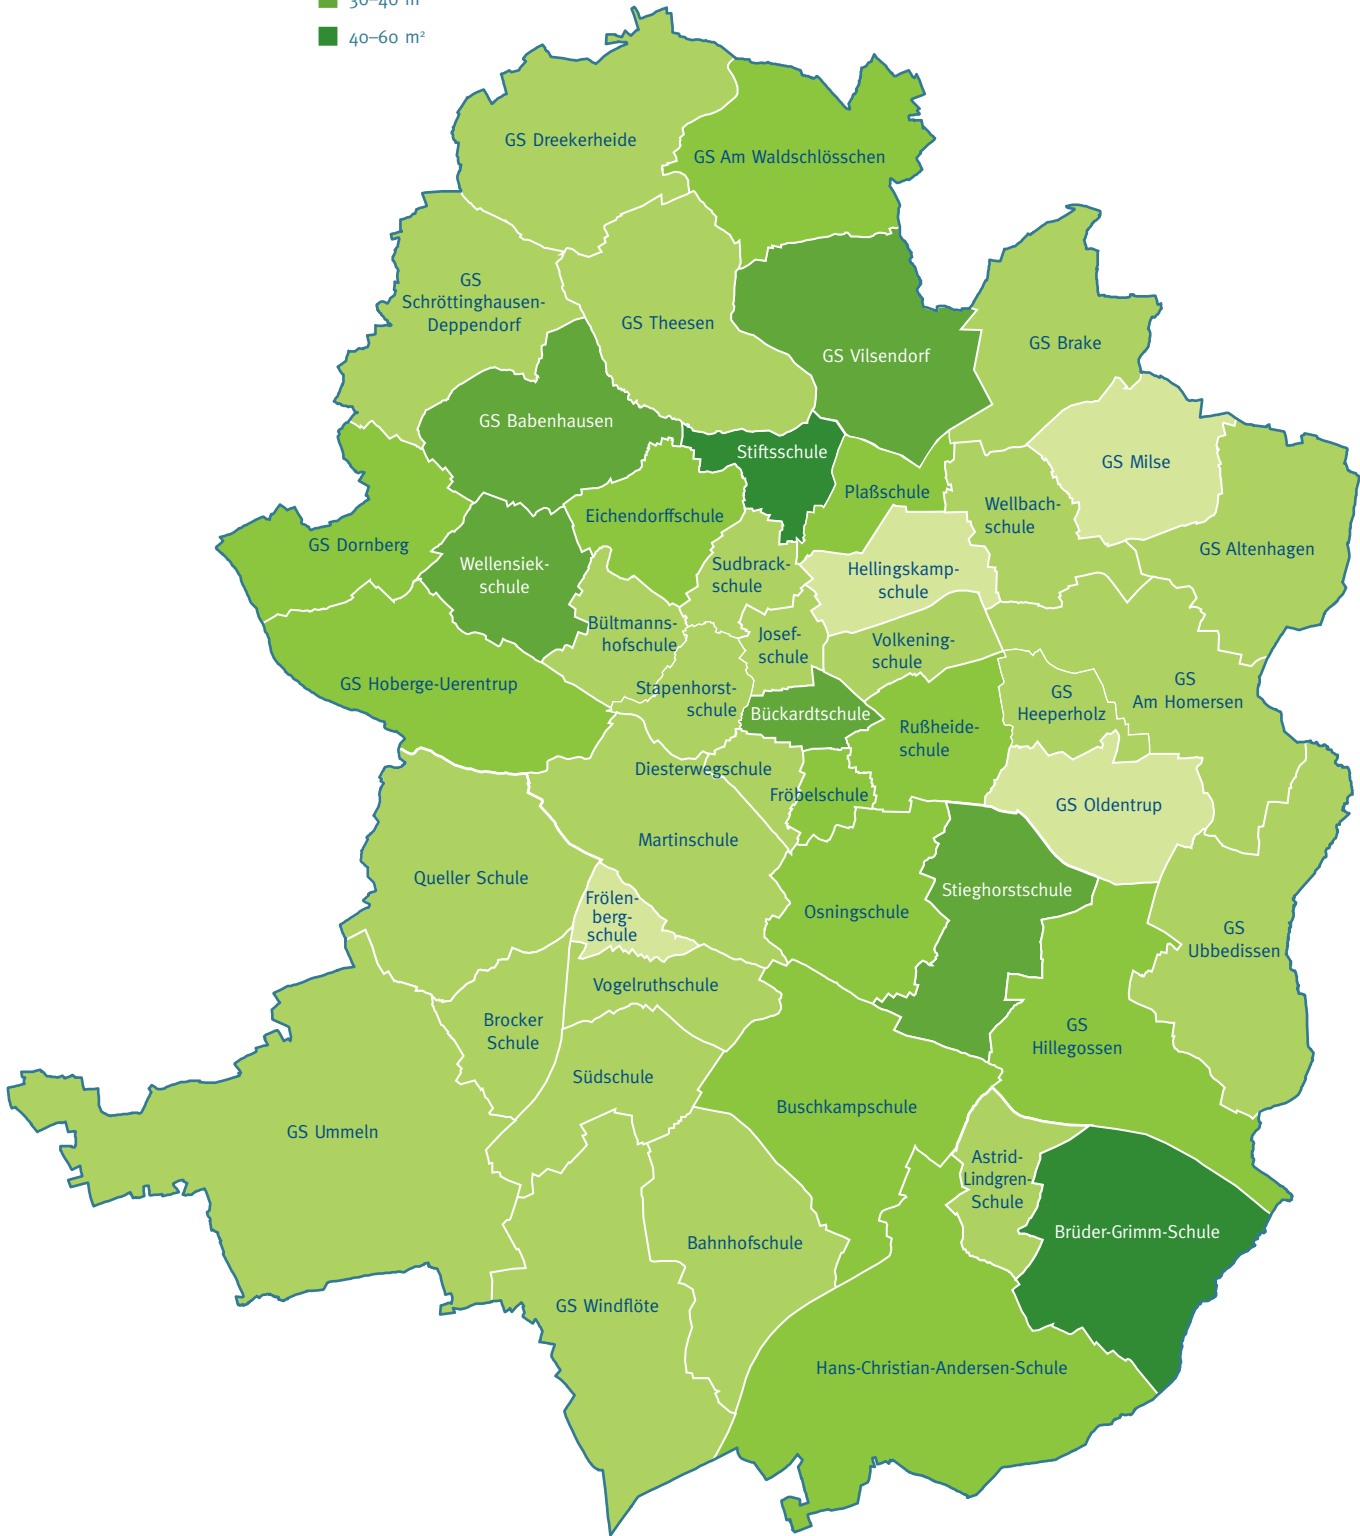 30–40 m²
40–60 m²
GS Dreekerheide
GS Am Waldschlösschen
GS
Schröttinghausen-
Deppendorf
GS Theesen
GS Vilsendorf
GS Brake
GS Babenhausen
Stiftsschule
GS Milse
Plaßschule
Wellbach-
schule
Eichendorffschule
GS Dornberg
GS Altenhagen
Wellensiek-
schule
Sudbrack-
schule
Hellingskamp-
schule
Bültmanns-
hofschule
Josef-
schule
Volkening-
schule
GS Hoberge-Uerentrup
Stapenhorst-
schule
GS
Heeperholz
GS
Am Homersen
Bückardtschule
Rußheide-
schule
Diesterwegschule
Fröbelschule
GS Oldentrup
Martinschule
Queller Schule
Stieghorstschule
Frölen-
berg-
schule
Osningschule
GS
Ubbedissen
Vogelruthschule
Brocker
Schule
GS
Hillegossen
Südschule
Buschkampschule
GS Ummeln
Astrid-
Lindgren-
Schule
Brüder-Grimm-Schule
Bahnhofschule
GS Windflöte
Hans-Christian-Andersen-Schule